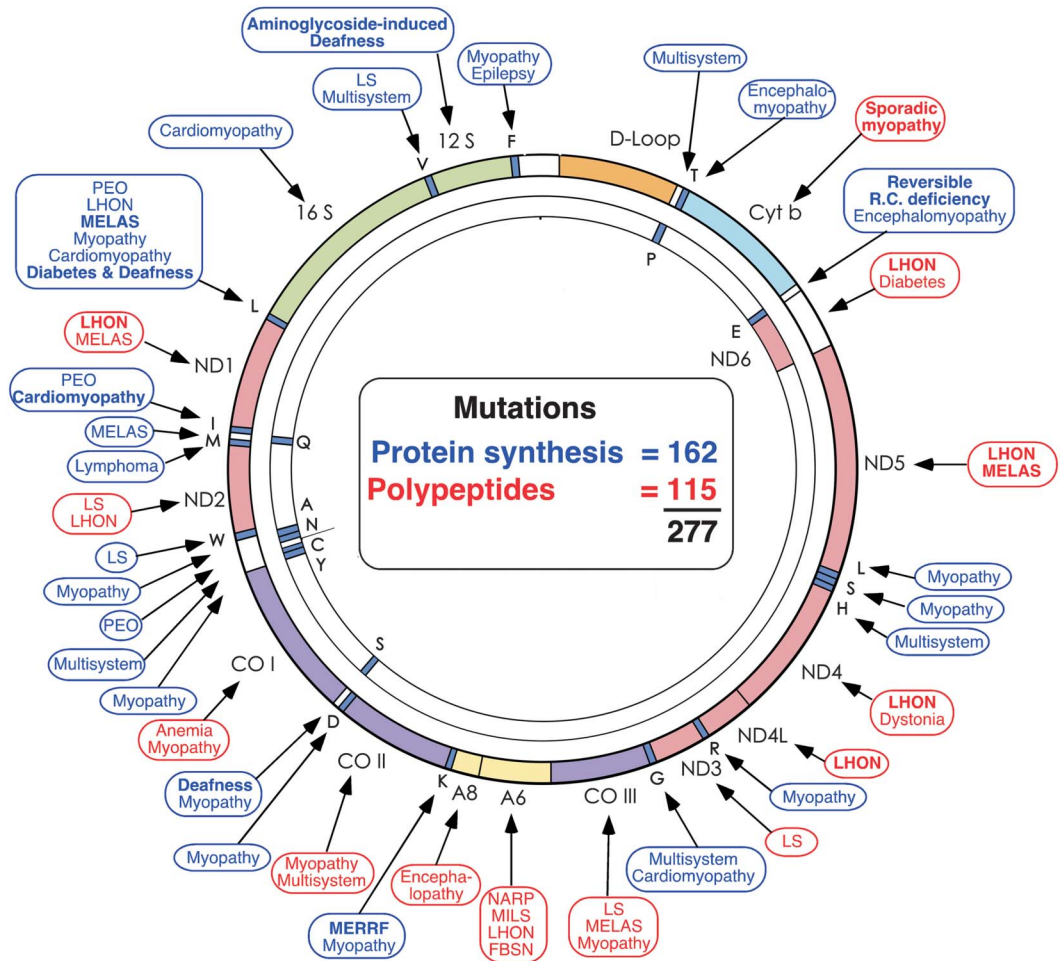 Aminoglycoside-induced
Deafness
Myopathy
Epilepsy
Multisystem
LS
Multisystem
Encephalo-
myopathy
Sporadic
myopathy
Cardiomyopathy
12 S
F
D-Loop
T
V
16 S
Cyt b
Reversible
R.C. deficiency
Encephalomyopathy
PEO
LHON
MELAS
Myopathy
Cardiomyopathy
Diabetes & Deafness
LHON
Diabetes
P
L
E
ND6
LHON
MELAS
ND1
PEO
Cardiomyopathy
I
MELAS
M
Q
Lymphoma
Mutations
Protein synthesis = 162
Polypeptides = 115
277
ND5
LHON
MELAS
LS
LHON
ND2
A
N
C
Y
W
LS
Myopathy
PEO
Multisystem
Myopathy
L
Myopathy
S
Myopathy
H
Multisystem
S
CO I
Anemia
Myopathy
ND4
LHON
Dystonia
D
Deafness
Myopathy
CO II
Myopathy
K
A8
A6
CO III
G
ND3
R
ND4L
LHON
Myopathy
LS
Myopathy
Multisystem
MERRF
Myopathy
Encepha-
lopathy
NARP
MILS
LHON
FBSN
LS
MELAS
Myopathy
Multisystem
Cardiomyopathy